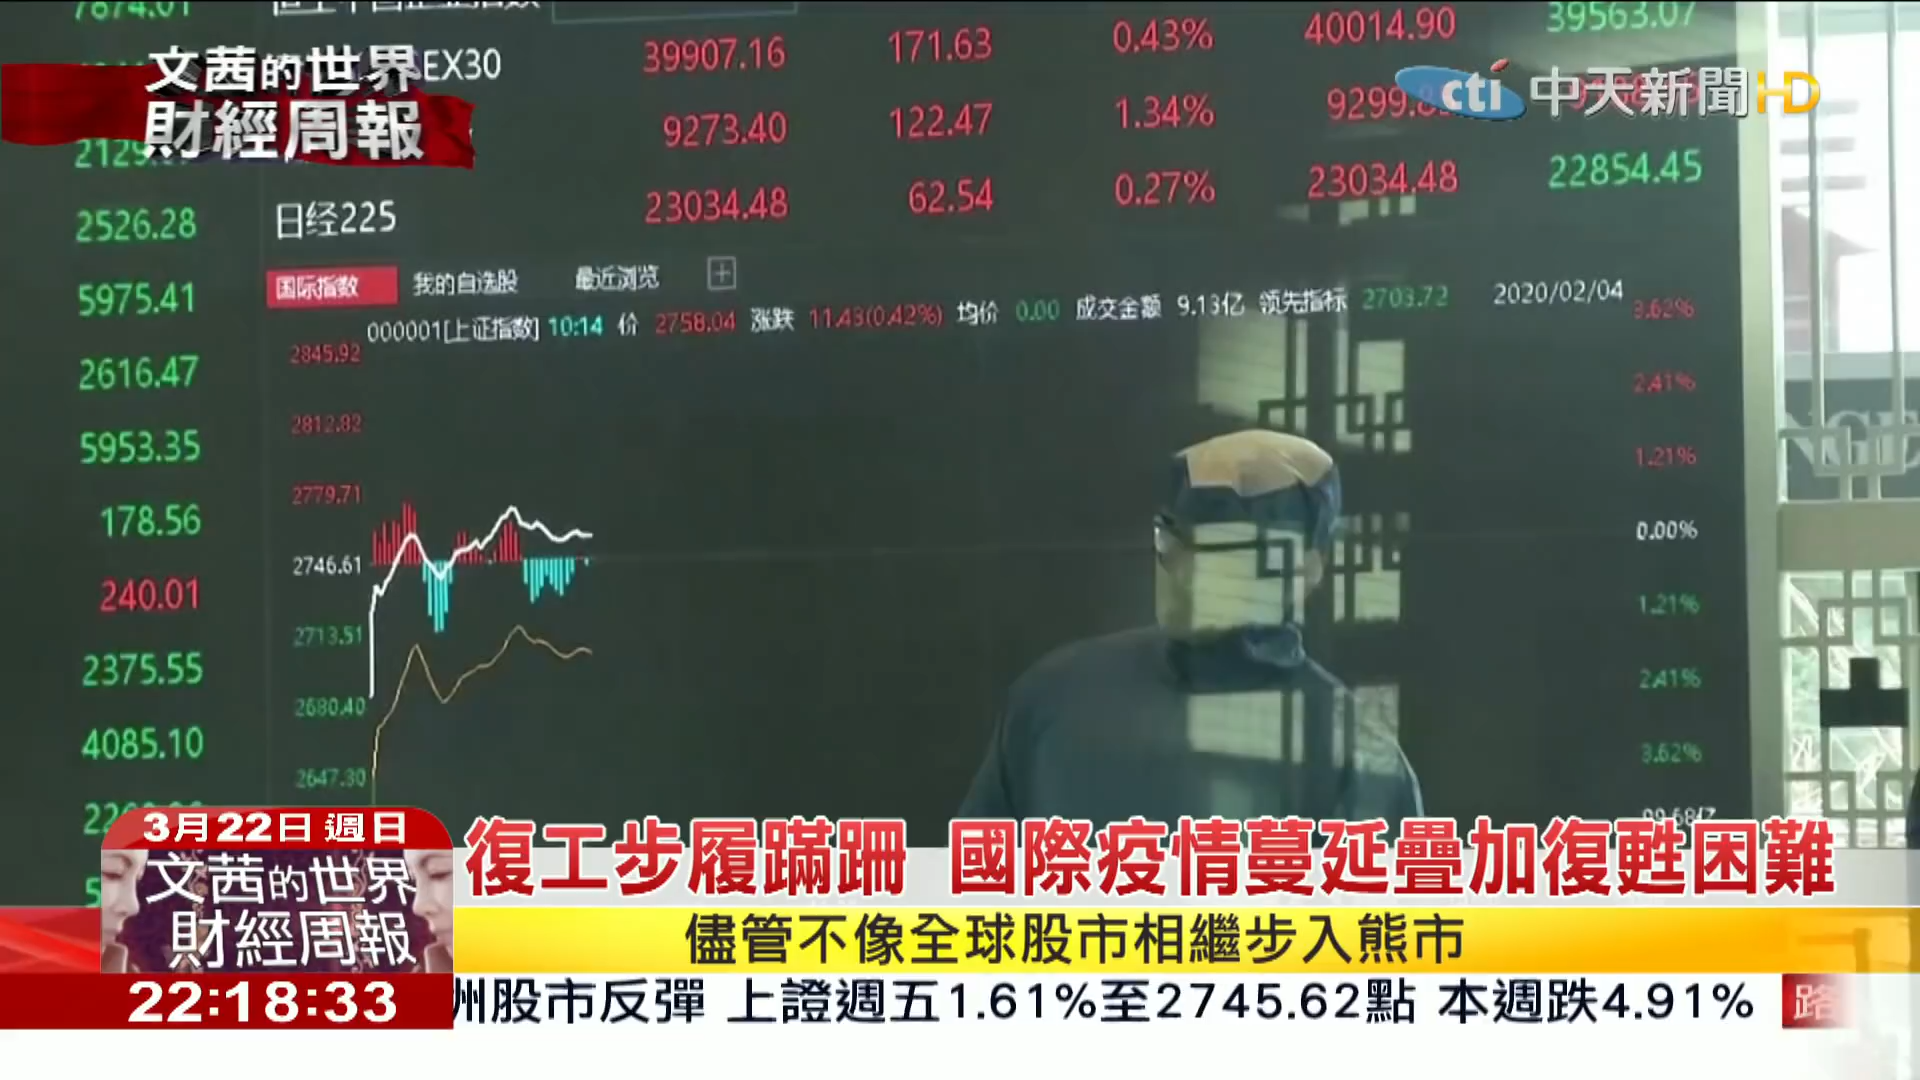 7874.01
EX30 39907.16 171.63 0.43% 40014.90 39563.07
文茜的世界
財經周報
cti 中天新聞HD
9273.40 122.47 1.34%
日经225 23034.48 62.54 0.27% 23034.48 22854.45
2526.28
5975.41
2616.47
5953.35
178.56
240.01
2375.55
4085.10
国际指数 我的自选股 最近浏览
000001[上证指数] 10:14 价 2758.04 涨跌 11.43(0.42%) 均价 0.00 成交金额 9.13亿 领先指标 2703.72 2020/02/04
2845.92 3.62%
2812.82 2.41%
2779.71 1.21%
2746.61 0.00%
2713.51 1.21%
2680.40 2.41%
2647.30 3.62%
3月22日 週日
文茜的世界
財經周報
22:18:33
復工步履蹣跚 國際疫情蔓延疊加復甦困難
儘管不像全球股市相繼步入熊市
洲股市反彈 上證週五1.61%至2745.62點 本週跌4.91%
路